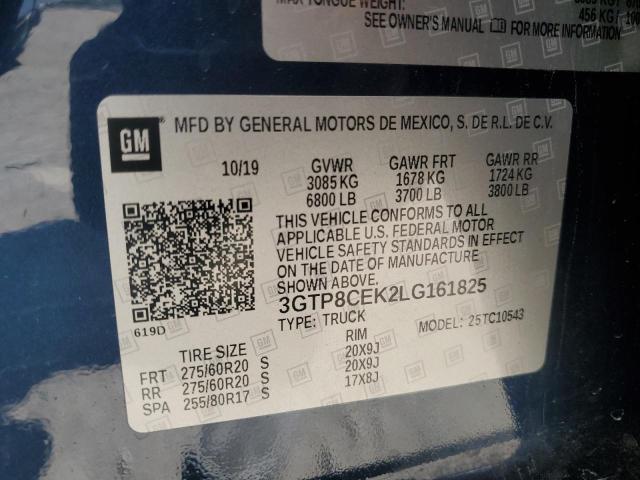 MAX TONGUE WEIGHT:
456 KG /
SEE OWNER'S MANUAL FOR MORE INFORMATION
GM
MFD BY GENERAL MOTORS DE MEXICO, S. DE R.L. DE C.V.
10/19 GVWR GAWR FRT GAWR RR
3085 KG 1678 KG 1724 KG
6800 LB 3700 LB 3800 LB
THIS VEHICLE CONFORMS TO ALL
APPLICABLE U.S. FEDERAL MOTOR
VEHICLE SAFETY STANDARDS IN EFFECT
ON THE DATE OF MANUFACTURE SHOWN ABOVE.
3GTP8CEK2LG161825
619D
TYPE: TRUCK MODEL: 25TC10543
TIRE SIZE RIM
FRT 275/60R20 S 20X9J
RR 275/60R20 S 20X9J
SPA 255/80R17 S 17X8J